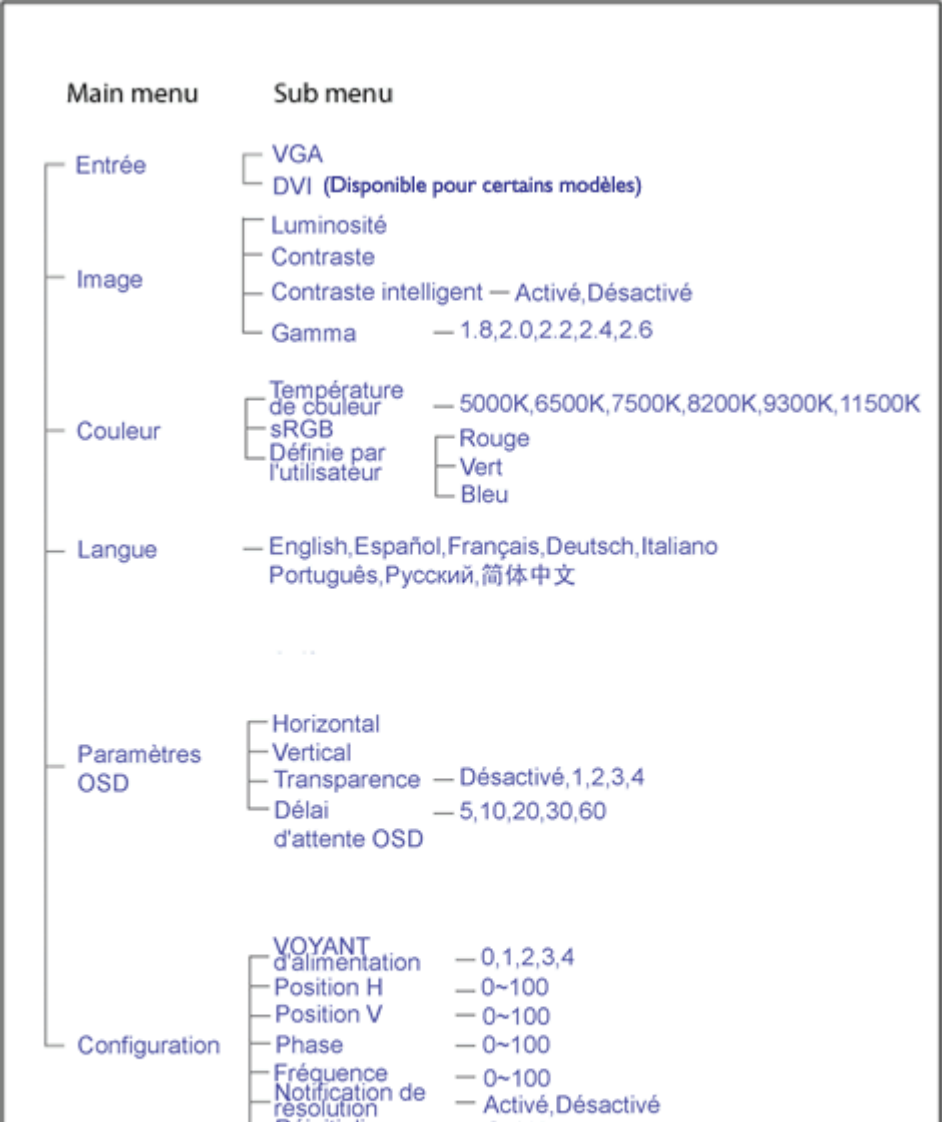 Main menu Sub menu
Entrée
VGA
DVI (Disponible pour certains modèles)
Image
Luminosité
Contraste
Contraste intelligent — Activé,Désactivé
Gamma — 1.8,2.0,2.2,2.4,2.6
Couleur
Température
de couleur — 5000K,6500K,7500K,8200K,9300K,11500K
sRGB
Définie par
l'utilisateur
Rouge
Vert
Bleu
Langue — English,Español,Français,Deutsch,Italiano
Português,Русский,简体中文
Paramètres
OSD
Horizontal
Vertical
Transparence — Désactivé,1,2,3,4
Délai — 5,10,20,30,60
d'attente OSD
Configuration
VOYANT
d'alimentation — 0,1,2,3,4
Position H — 0~100
Position V — 0~100
Phase — 0~100
Fréquence — 0~100
Notification de
résolution — Activé,Désactivé